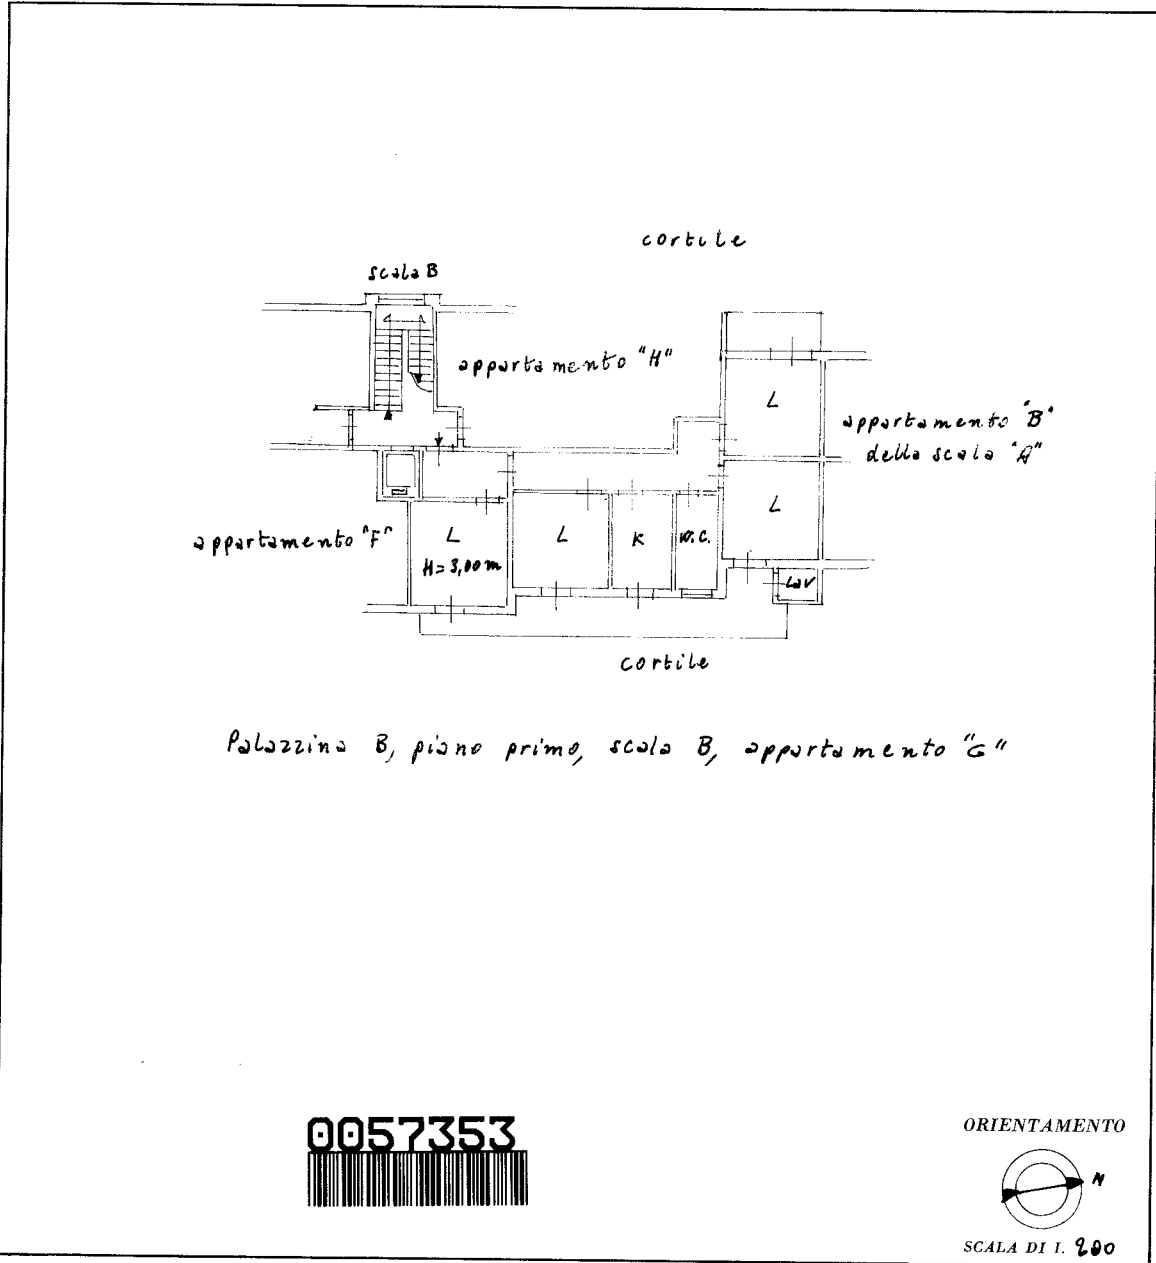 cortile
scala B
appartamento "H"
L
appartamento "B"
della scala "A"
L
appartamento "F"
L
H=3,00m
L
K
W.C.
Lav
cortile
Palazzina B, piano primo, scala B, appartamento "G"
0057353
ORIENTAMENTO
N
SCALA DI 1. 200